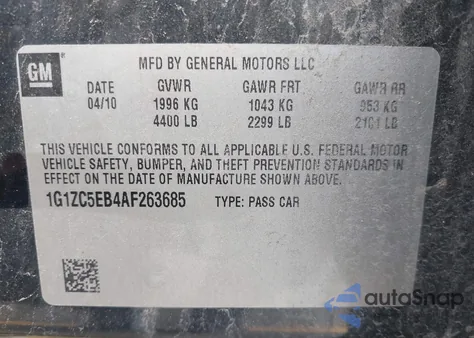 GM
MFD BY GENERAL MOTORS LLC
DATE GVWR GAWR FRT GAWR RR
04/10 1996 KG 1043 KG 953 KG
4400 LB 2299 LB 2101 LB
THIS VEHICLE CONFORMS TO ALL APPLICABLE U.S. FEDERAL MOTOR
VEHICLE SAFETY, BUMPER, AND THEFT PREVENTION STANDARDS IN
EFFECT ON THE DATE OF MANUFACTURE SHOWN ABOVE.
1G1ZC5EB4AF263685 TYPE: PASS CAR
autoSnap